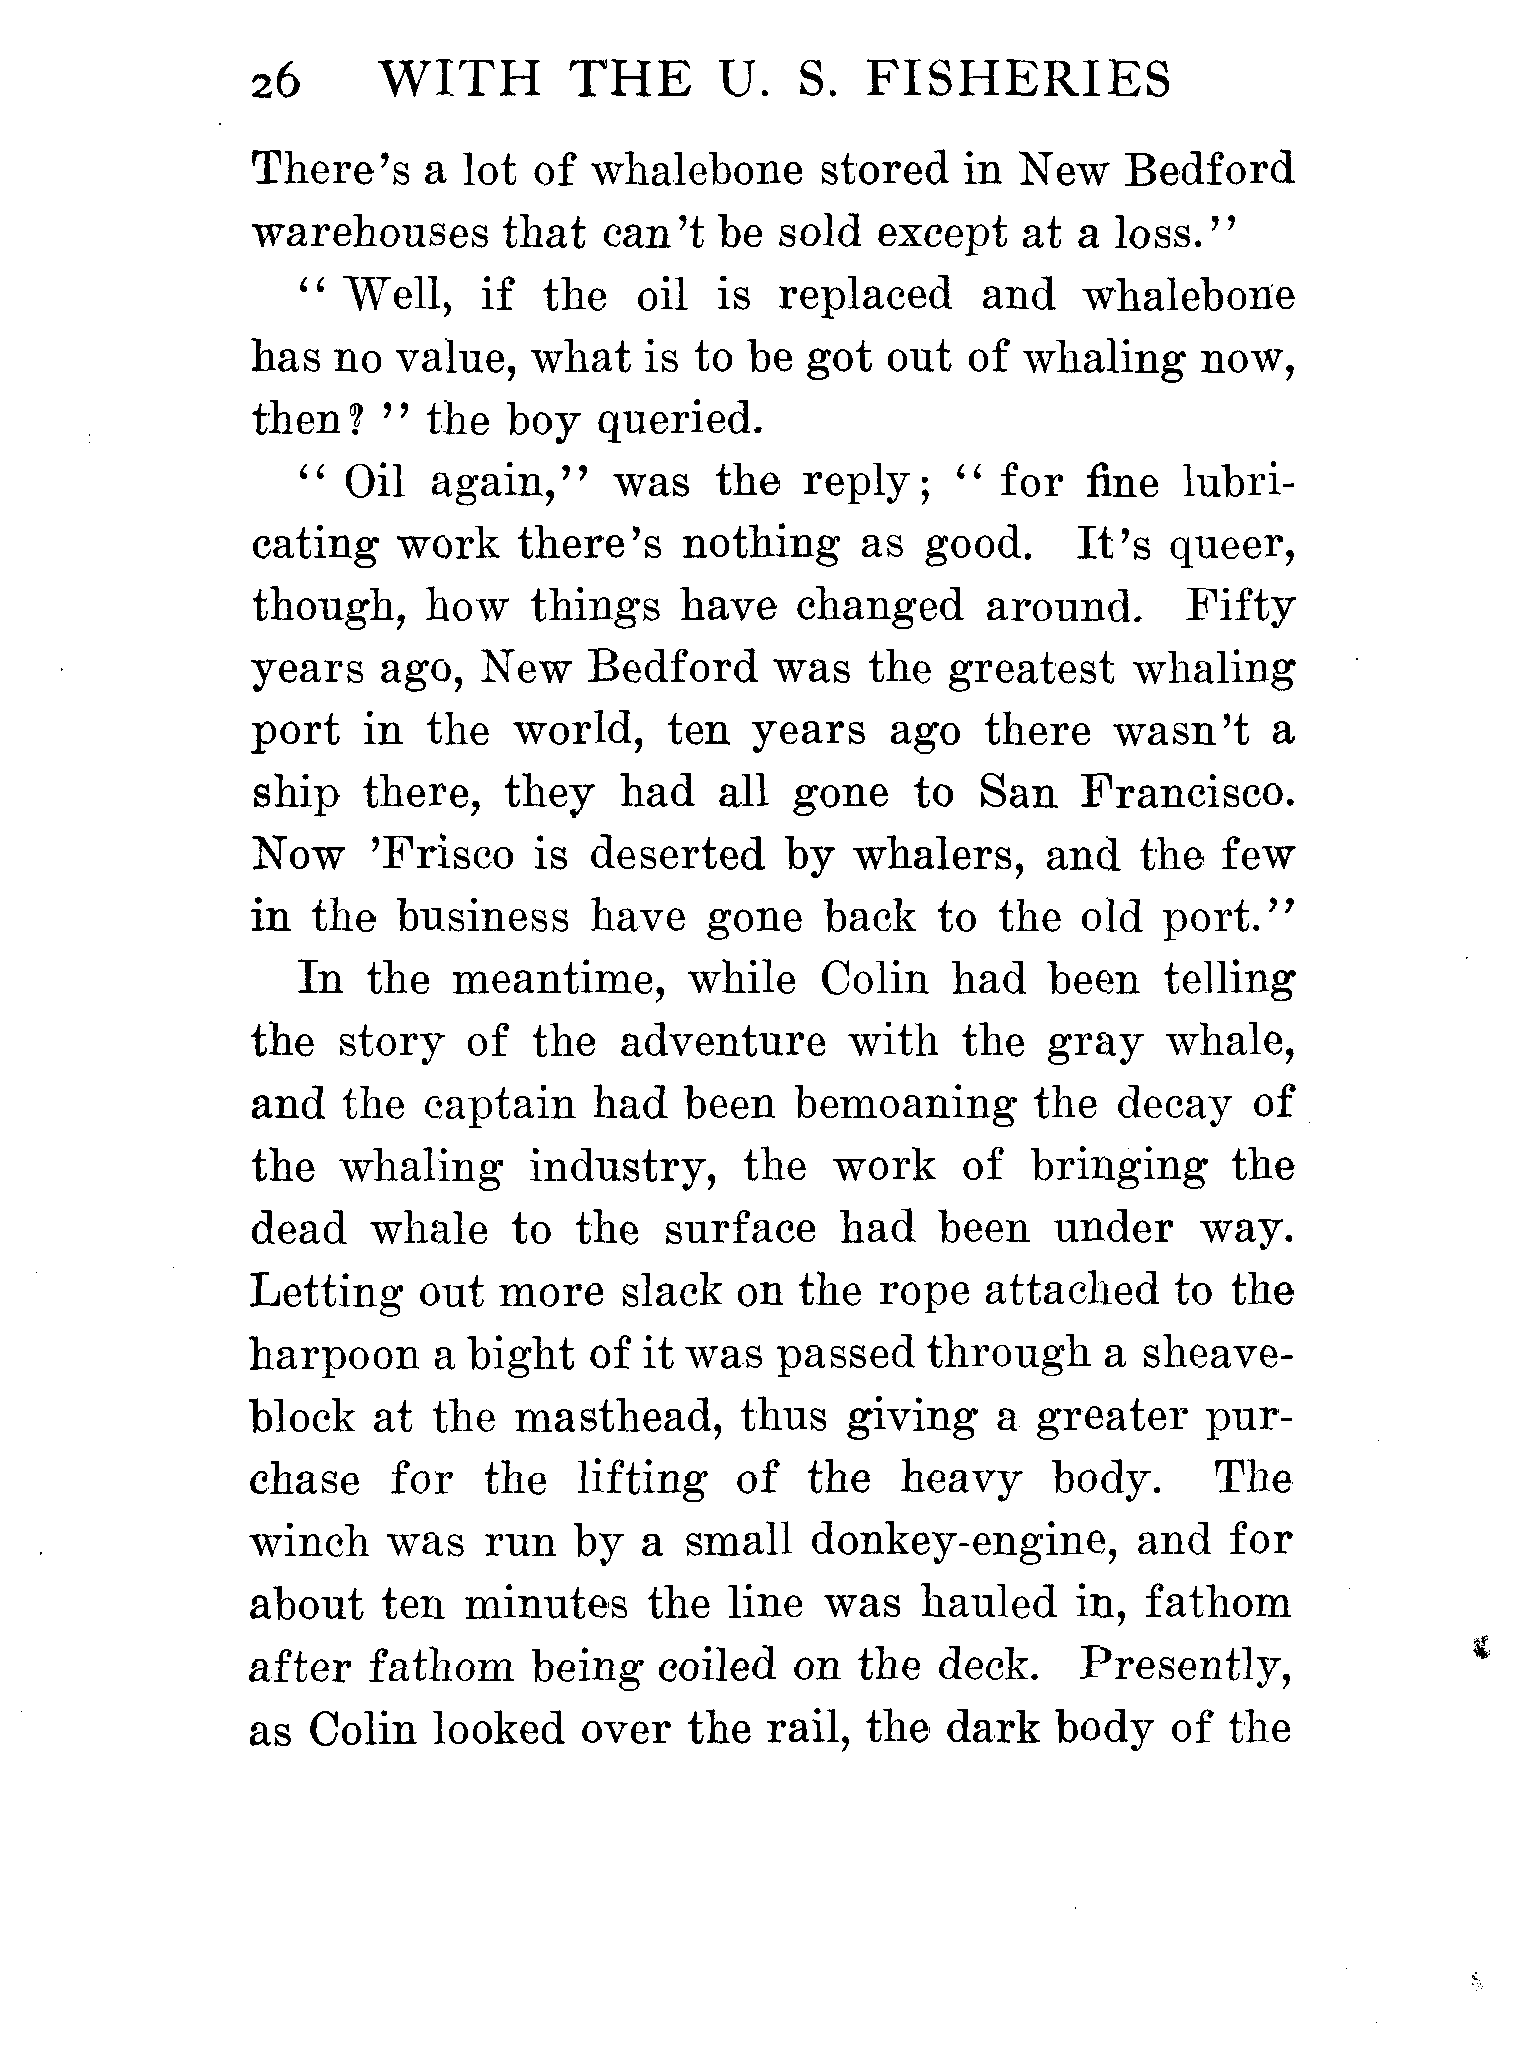 26 WITH THE U. S. FISHERIES
There's a lot of whalebone stored in New Bedford
warehouses that can't be sold except at a loss."
" Well, if the oil is replaced and whalebone
has no value, what is to be got out of whaling now,
then? " the boy queried.
" Oil again," was the reply; " for fine lubri-
cating work there's nothing as good. It's queer,
though, how things have changed around. Fifty
years ago, New Bedford was the greatest whaling
port in the world, ten years ago there wasn't a
ship there, they had all gone to San Francisco.
Now 'Frisco is deserted by whalers, and the few
in the business have gone back to the old port."
In the meantime, while Colin had been telling
the story of the adventure with the gray whale,
and the captain had been bemoaning the decay of
the whaling industry, the work of bringing the
dead whale to the surface had been under way.
Letting out more slack on the rope attached to the
harpoon a bight of it was passed through a sheave-
block at the masthead, thus giving a greater pur-
chase for the lifting of the heavy body. The
winch was run by a small donkey-engine, and for
about ten minutes the line was hauled in, fathom
after fathom being coiled on the deck. Presently,
as Colin looked over the rail, the dark body of the